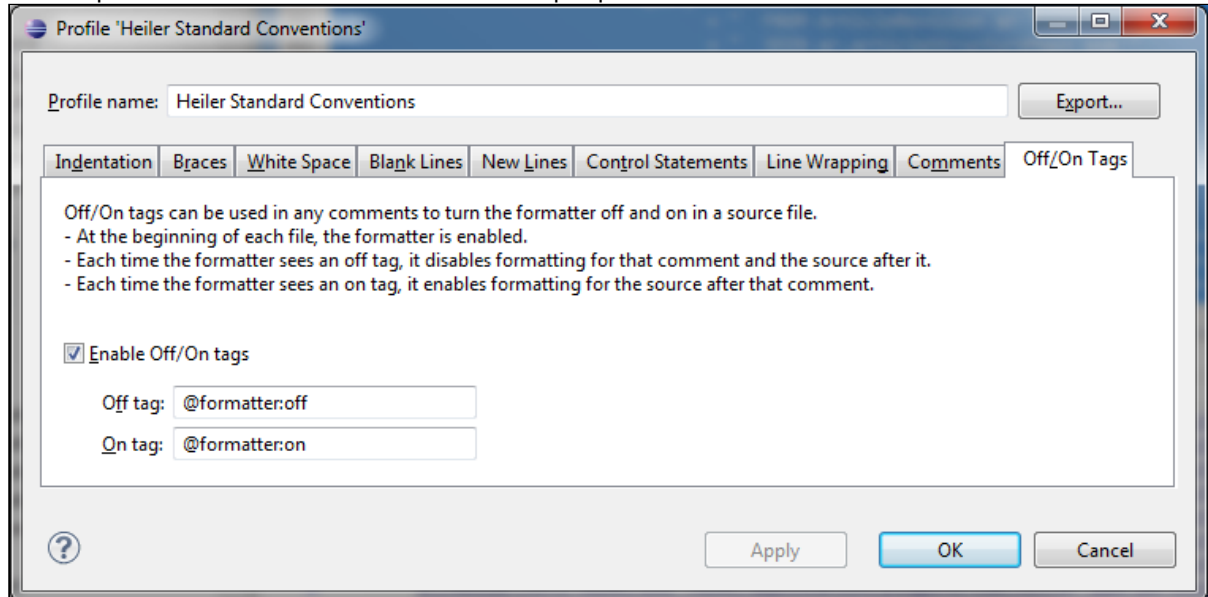 Profile 'Heiler Standard Conventions'
Profile name: Heiler Standard Conventions Export...
Indentation Braces White Space Blank Lines New Lines Control Statements Line Wrapping Comments Off/On Tags
Off/On tags can be used in any comments to turn the formatter off and on in a source file.
- At the beginning of each file, the formatter is enabled.
- Each time the formatter sees an off tag, it disables formatting for that comment and the source after it.
- Each time the formatter sees an on tag, it enables formatting for the source after that comment.
Enable Off/On tags
Off tag: @formatter:off
On tag: @formatter:on
? Apply OK Cancel